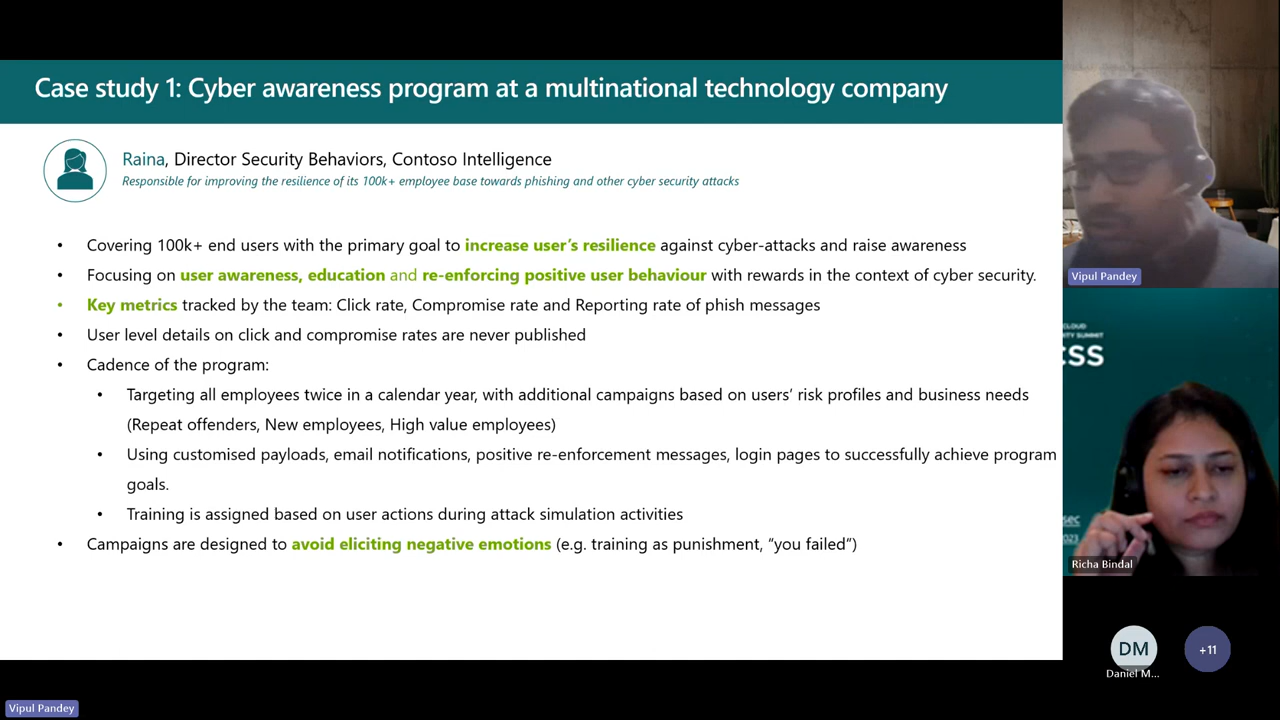 Case study 1: Cyber awareness program at a multinational technology company
Raina, Director Security Behaviors, Contoso Intelligence
Responsible for improving the resilience of its 100k+ employee base towards phishing and other cyber security attacks
• Covering 100k+ end users with the primary goal to increase user's resilience against cyber-attacks and raise awareness
• Focusing on user awareness, education and re-enforcing positive user behaviour with rewards in the context of cyber security.
• Key metrics tracked by the team: Click rate, Compromise rate and Reporting rate of phish messages
• User level details on click and compromise rates are never published
• Cadence of the program:
• Targeting all employees twice in a calendar year, with additional campaigns based on users' risk profiles and business needs
(Repeat offenders, New employees, High value employees)
• Using customised payloads, email notifications, positive re-enforcement messages, login pages to successfully achieve program
goals.
• Training is assigned based on user actions during attack simulation activities
• Campaigns are designed to avoid eliciting negative emotions (e.g. training as punishment, "you failed")
Vipul Pandey
CLOUD
SUMMIT
CSS
sec
2023
Richa Bindal
DM
+11
Daniel M...
Vipul Pandey